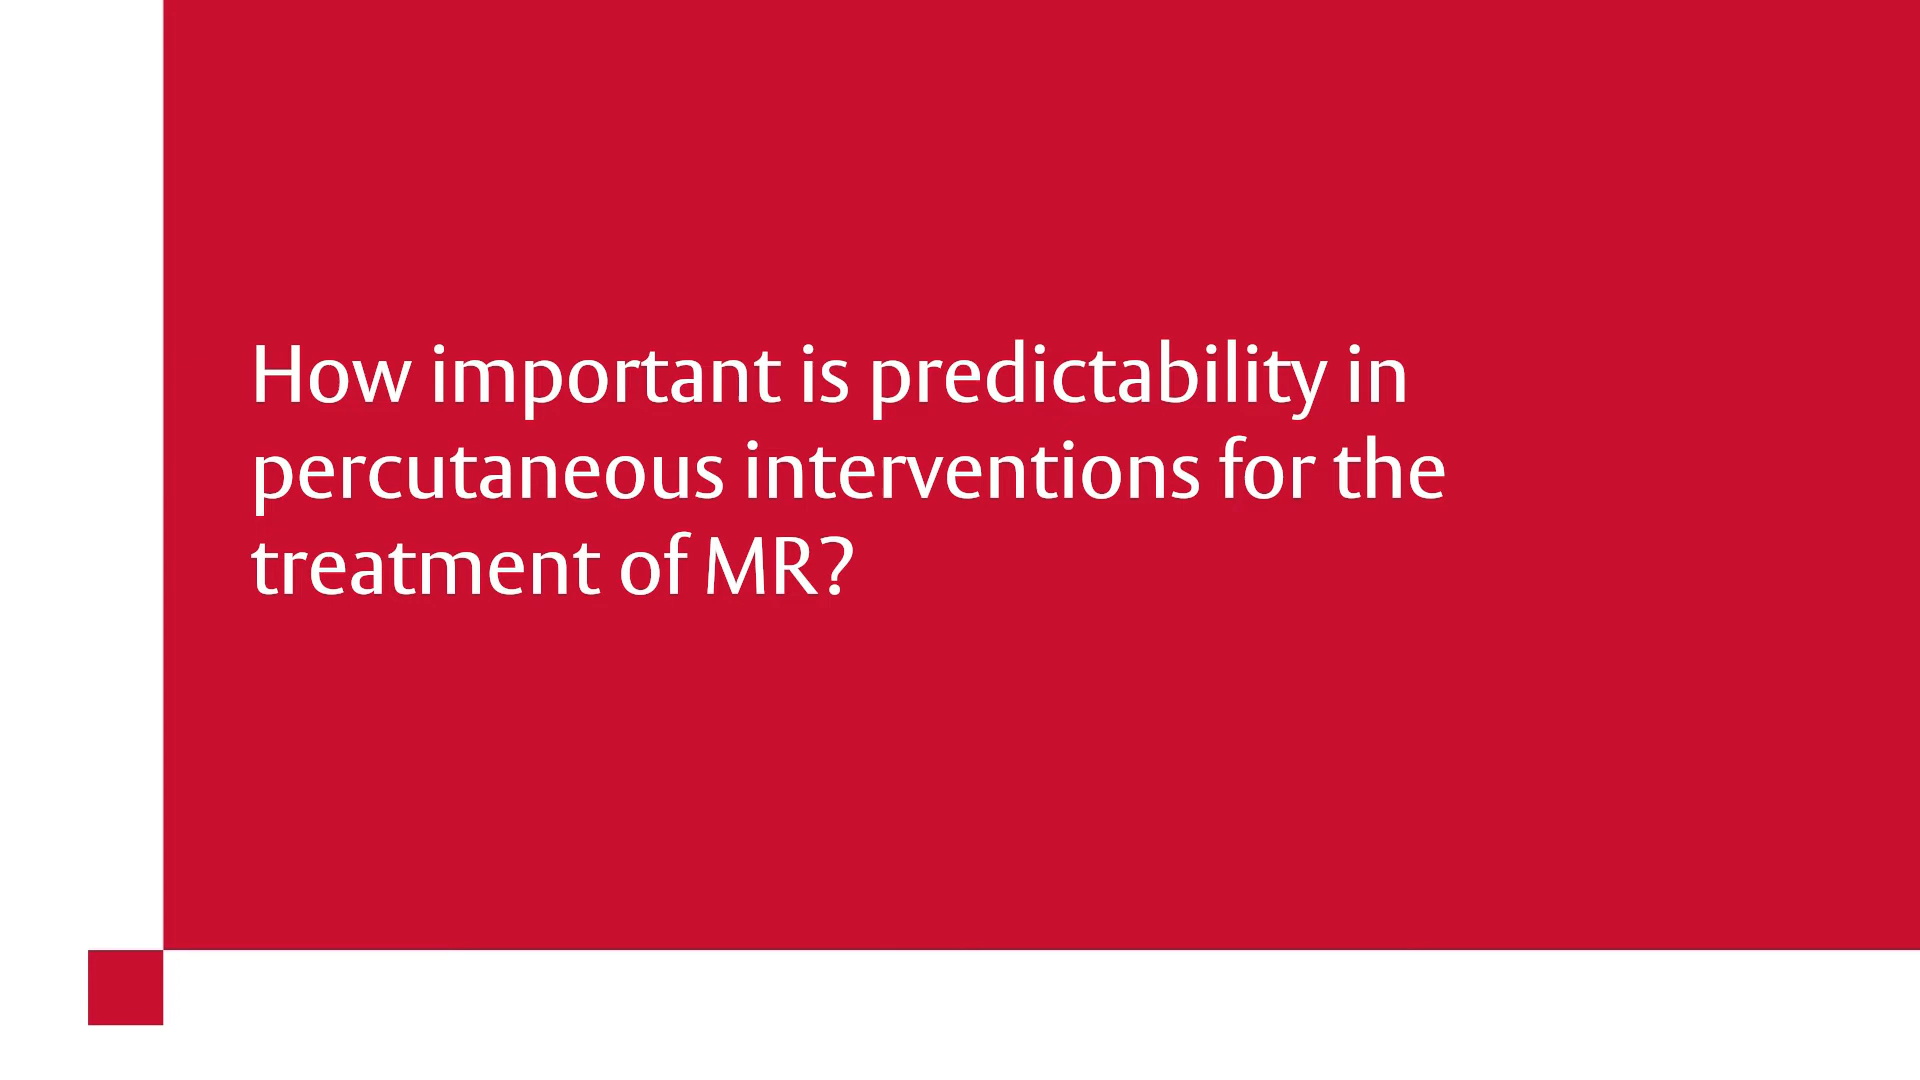 How important is predictability in
percutaneous interventions for the
treatment of MR?